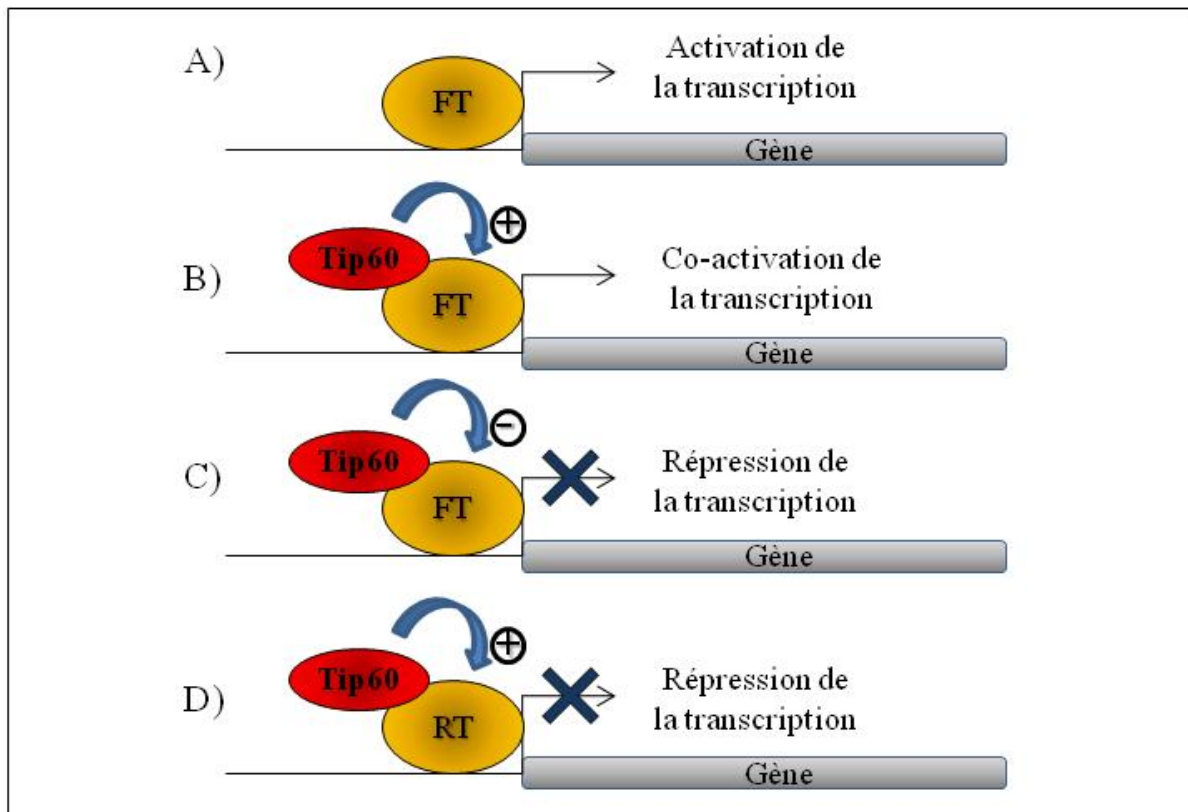 A)
FT
Activation de
la transcription
Gène
B)
Tip60
+
FT
Co-activation de
la transcription
Gène
C)
Tip60
-
FT
Répression de
la transcription
Gène
D)
Tip60
+
RT
Répression de
la transcription
Gène